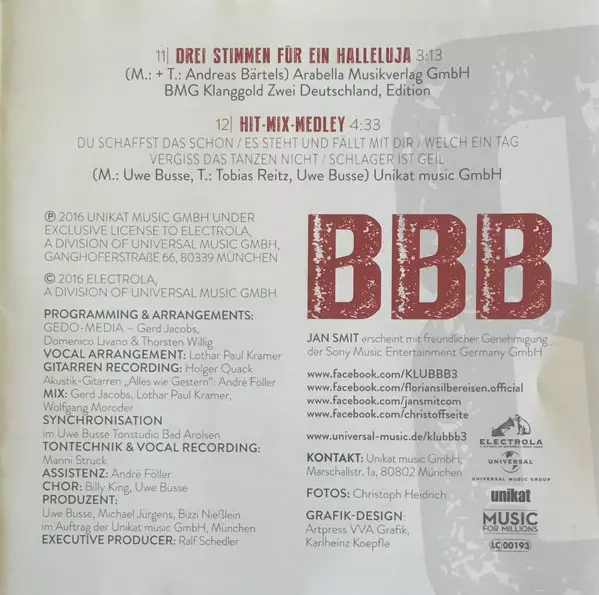 11| DREI STIMMEN FÜR EIN HALLELUJA 3:13
(M.: + T.: Andreas Bärtels) Arabella Musikverlag GmbH
BMG Klanggold Zwei Deutschland, Edition
12| HIT-MIX-MEDLEY 4:33
DU SCHAFFST DAS SCHON / ES STEHT UND FÄLLT MIT DIR / WELCH EIN TAG
VERGISS DAS TANZEN NICHT / SCHLAGER IST GEIL
(M.: Uwe Busse, T.: Tobias Reitz, Uwe Busse) Unikat music GmbH
Ⓟ 2016 UNIKAT MUSIC GMBH UNDER
EXCLUSIVE LICENSE TO ELECTROLA,
A DIVISION OF UNIVERSAL MUSIC GMBH,
GANGHOFERSTRAßE 66, 80339 MÜNCHEN
© 2016 ELECTROLA,
A DIVISION OF UNIVERSAL MUSIC GMBH
PROGRAMMING & ARRANGEMENTS:
GEDO-MEDIA – Gerd Jacobs,
Domenico Livano & Thorsten Willig
VOCAL ARRANGEMENT: Lothar Paul Kramer
GITARREN RECORDING: Holger Quack
Akustik-Gitarren „Alles wie Gestern“: André Föller
MIX: Gerd Jacobs, Lothar Paul Kramer,
Wolfgang Moroder
SYNCHRONISATION
im Uwe Busse Tonstudio Bad Arolsen
TONTECHNIK & VOCAL RECORDING:
Manni Struck
ASSISTENZ: André Föller
CHOR: Billy King, Uwe Busse
PRODUZENT:
Uwe Busse, Michael Jürgens, Bizzi Nießlein
im Auftrag der Unikat music GmbH, München
EXECUTIVE PRODUCER: Ralf Schedler
BBB
JAN SMIT erscheint mit freundlicher Genehmigung
der Sony Music Entertainment Germany GmbH
www.facebook.com/KLUBBB3
www.facebook.com/floriansilbereisen.official
www.facebook.com/jansmitcom
www.facebook.com/christoffseite
www.universal-music.de/klubbb3
KONTAKT: Unikat music GmbH,
Marschallstr. 1a, 80802 München
FOTOS: Christoph Heidrich
GRAFIK-DESIGN:
Artpress VVA Grafik,
Karlheinz Koepfle
ELECTROLA
UNIVERSAL
UNIVERSAL MUSIC GROUP
unikat
MUSIC
FOR MILLIONS
LC 00193